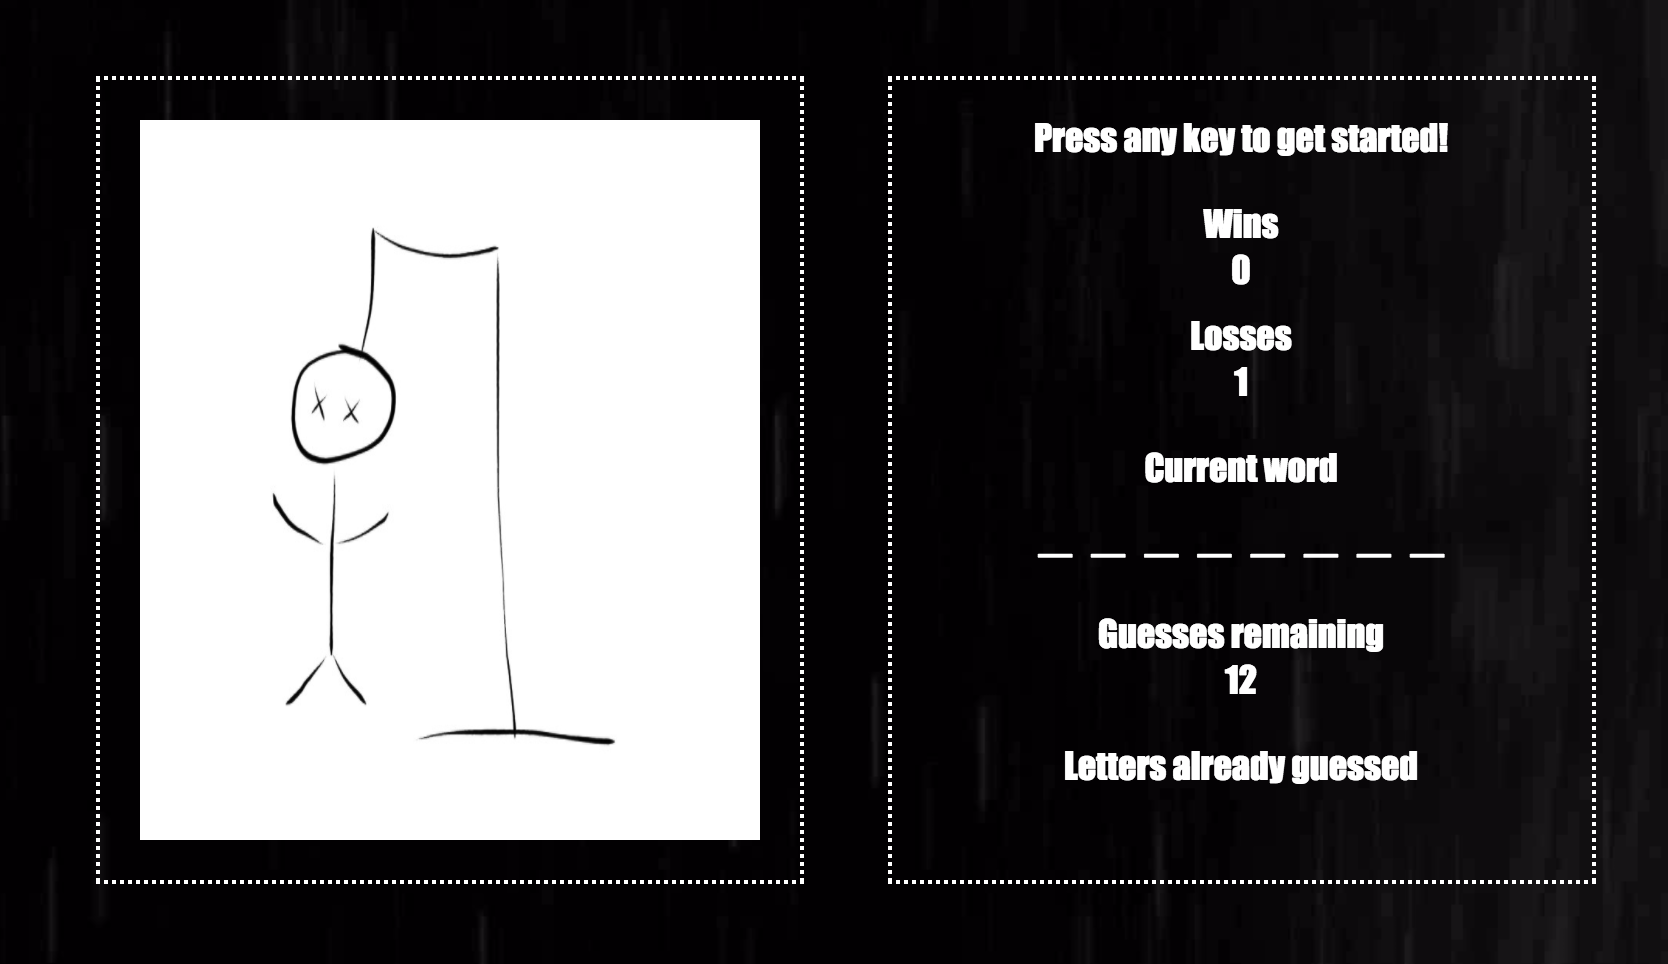 Press any key to get started!
Wins
0
Losses
1
Current word
_ _ _ _ _ _ _ _
Guesses remaining
12
Letters already guessed